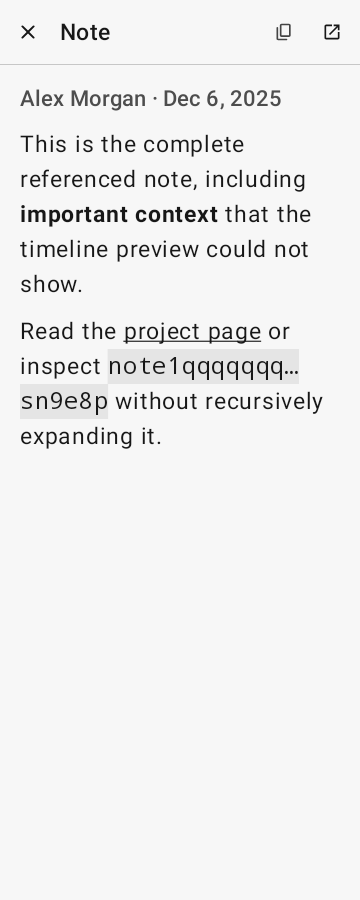 Note
Alex Morgan · Dec 6, 2025
This is the complete
referenced note, including
important context that the
timeline preview could not
show.
Read the project page or
inspect note1qqqqqqq…
sn9e8p without recursively
expanding it.